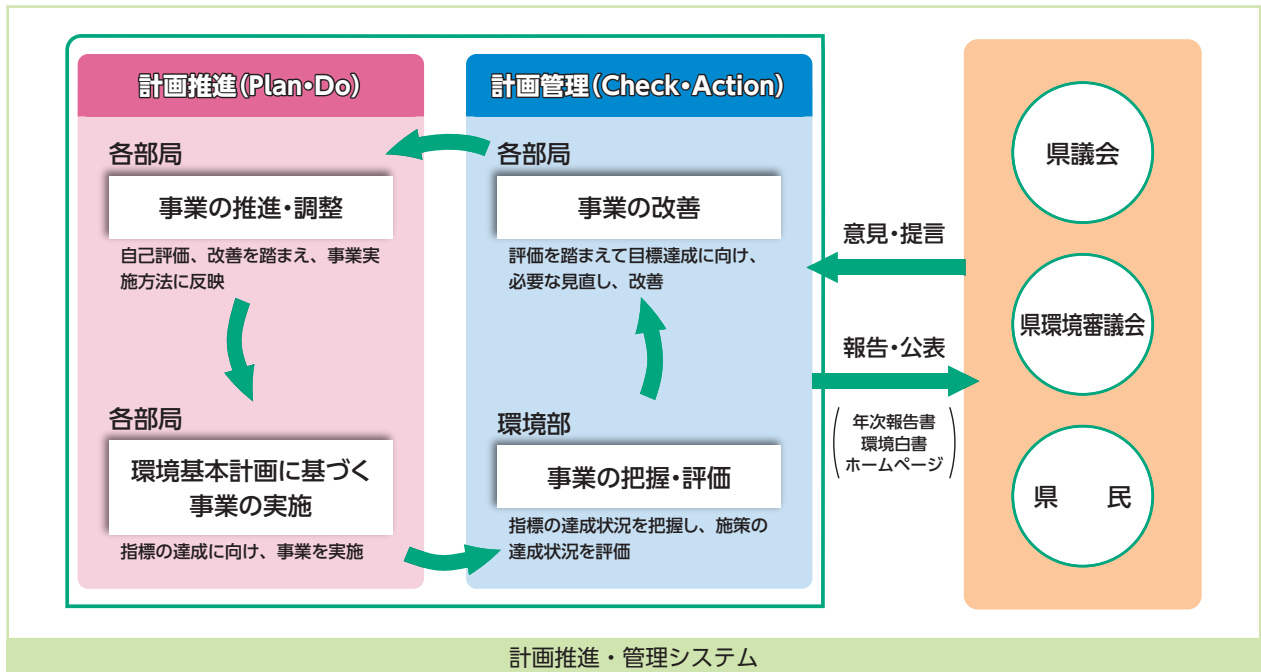 計画推進(Plan・Do)
各部局
事業の推進・調整
自己評価、改善を踏まえ、事業実
施方法に反映
各部局
環境基本計画に基づく
事業の実施
指標の達成に向け、事業を実施
計画管理(Check・Action)
各部局
事業の改善
評価を踏まえて目標達成に向け、
必要な見直し、改善
環境部
事業の把握・評価
指標の達成状況を把握し、施策の
達成状況を評価
意見・提言
報告・公表
年次報告書
環境白書
ホームページ
県議会
県環境審議会
県　民
計画推進・管理システム